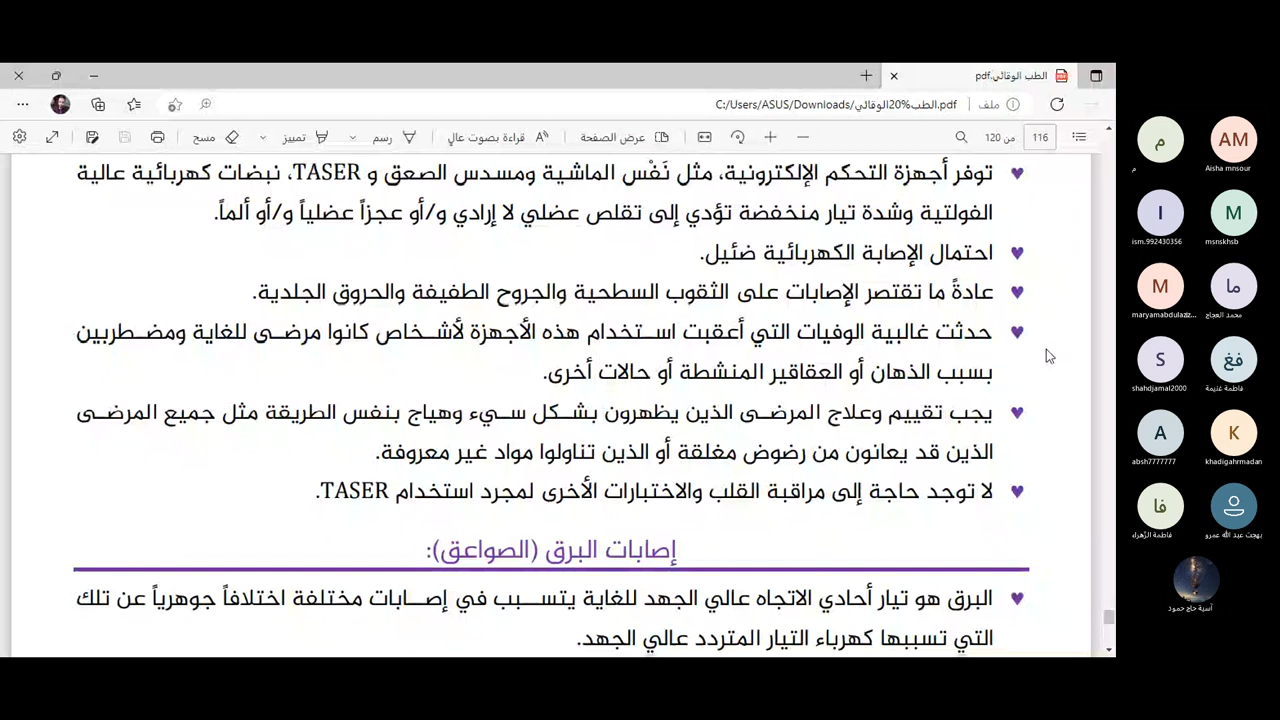 الطب الوقائي.pdf
ملف C:/Users/ASUS/Downloads/الطب%20الوقائي.pdf
116 من 120 عرض الصفحة قراءة بصوت عالٍ رسم تمييز مسح
توفر أجهزة التحكم الإلكترونية، مثل نَفْس الماشية ومسدس الصعق و TASER، نبضات كهربائية عالية
الفولتية وشدة تيار منخفضة تؤدي إلى تقلص عضلي لا إرادي و/أو عجزاً عضلياً و/أو ألماً.
احتمال الإصابة الكهربائية ضئيل.
عادةً ما تقتصر الإصابات على الثقوب السطحية والجروح الطفيفة والحروق الجلدية.
حدثت غالبية الوفيات التي أعقبت استخدام هذه الأجهزة لأشخاص كانوا مرضى للغاية ومضطربين
بسبب الذهان أو العقاقير المنشطة أو حالات أخرى.
يجب تقييم وعلاج المرضى الذين يظهرون بشكل سيء وهياج بنفس الطريقة مثل جميع المرضى
الذين قد يعانون من رضوض مغلقة أو الذين تناولوا مواد غير معروفة.
لا توجد حاجة إلى مراقبة القلب والاختبارات الأخرى لمجرد استخدام TASER.
إصابات البرق (الصواعق):
البرق هو تيار أحادي الاتجاه عالي الجهد للغاية يتسبب في إصابات مختلفة اختلافاً جوهرياً عن تلك
التي تسببها كهرباء التيار المتردد عالي الجهد.
م AM
م Aisha mnsour
I M
ism.992430356 msnskhsb
M ما
maryamabdulaziz... محمد العجاج
S فغ
shahdjamal2000 فاطمة غنيمة
A K
absh7777777 khadigahrmadan
فا
فاطمة الزهراء بهجت عبد الله عمرو
آسية حاج حمود